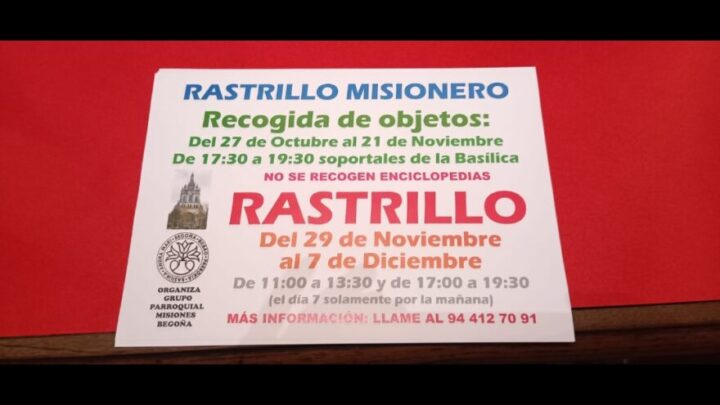 RASTRILLO MISIONERO
Recogida de objetos:
Del 27 de Octubre al 21 de Noviembre
De 17:30 a 19:30 soportales de la Basílica
NO SE RECOGEN ENCICLOPEDIAS
RASTRILLO
Del 29 de Noviembre
al 7 de Diciembre
De 11:00 a 13:30 y de 17:00 a 19:30
(el día 7 solamente por la mañana)
MÁS INFORMACIÓN: LLAME AL 94 412 70 91
ORGANIZA
GRUPO
PARROQUIAL
MISIONES
BEGOÑA